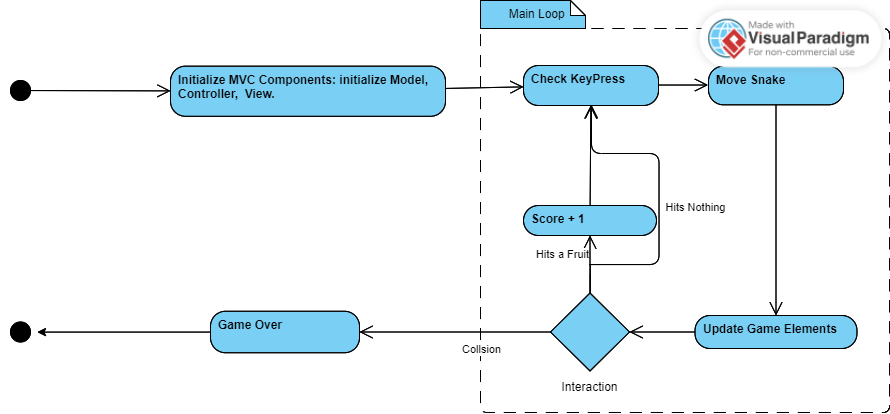 Main Loop
Made with
Visual Paradigm
For non-commercial use
Initialize MVC Components: initialize Model,
Controller, View.
Check KeyPress
Move Snake
Hits Nothing
Score + 1
Hits a Fruit
Game Over
Update Game Elements
Collsion
Interaction